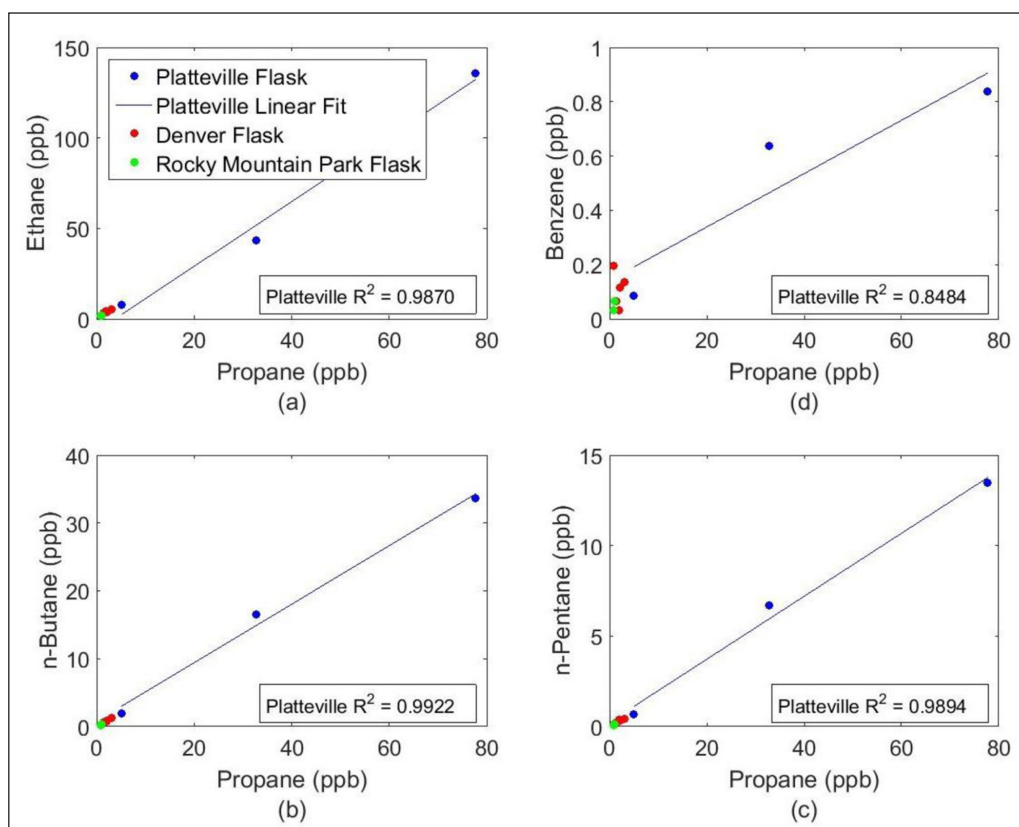 150
100
50
0
Ethane (ppb)
Platteville Flask
Platteville Linear Fit
Denver Flask
Rocky Mountain Park Flask
Platteville R² = 0.9870
0 20 40 60 80
Propane (ppb)
(a)
1
0.8
0.6
0.4
0.2
0
Benzene (ppb)
Platteville R² = 0.8484
0 20 40 60 80
Propane (ppb)
(d)
40
30
20
10
0
n-Butane (ppb)
Platteville R² = 0.9922
0 20 40 60 80
Propane (ppb)
(b)
15
10
5
0
n-Pentane (ppb)
Platteville R² = 0.9894
0 20 40 60 80
Propane (ppb)
(c)